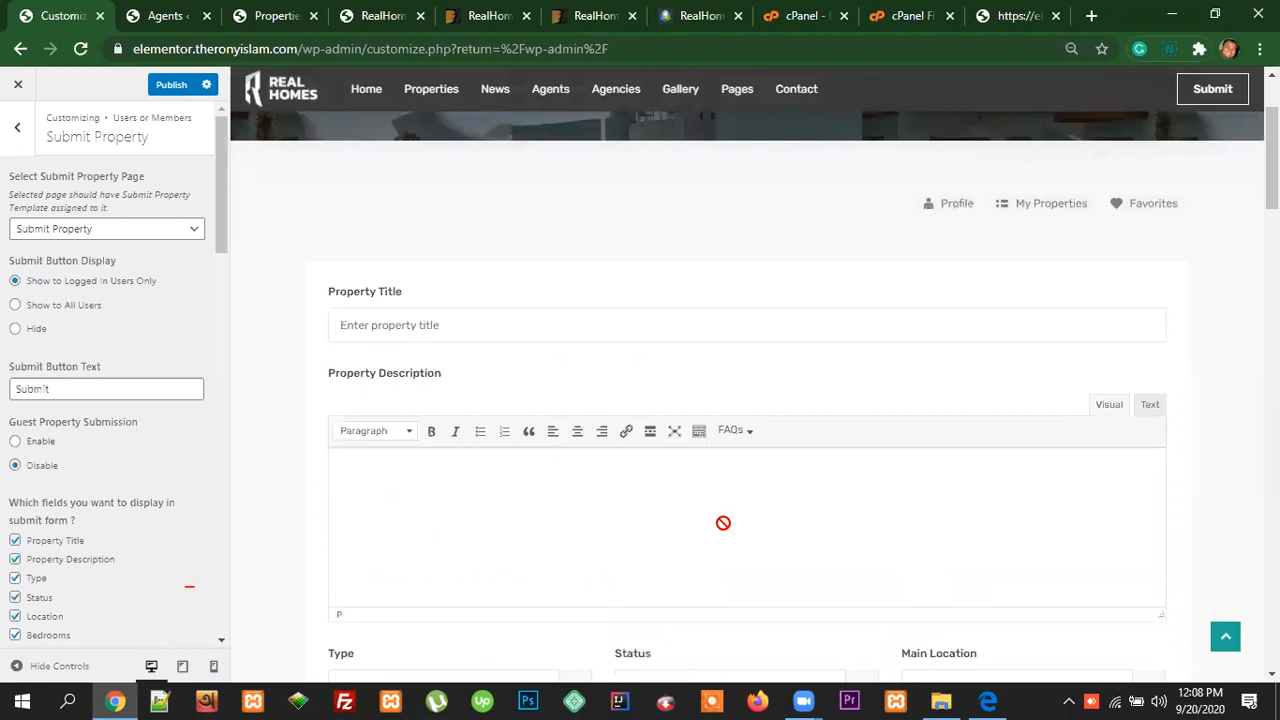 Customiz
Agents ‹
Propertie
RealHom
RealHom
RealHom
RealHom
cPanel -
cPanel Fi
https://el
elementor.theronyislam.com/wp-admin/customize.php?return=%2Fwp-admin%2F
Publish
Customizing ▸ Users or Members
Submit Property
Select Submit Property Page
Selected page should have Submit Property
Template assigned to it.
Submit Property
Submit Button Display
Show to Logged In Users Only
Show to All Users
Hide
Submit Button Text
Submit
Guest Property Submission
Enable
Disable
Which fields you want to display in
submit form ?
Property Title
Property Description
Type
Status
Location
Bedrooms
Hide Controls
REAL
HOMES
Home Properties News Agents Agencies Gallery Pages Contact
Submit
Profile My Properties Favorites
Property Title
Enter property title
Property Description
Visual Text
Paragraph
FAQs
P
Type Status Main Location
12:08 PM
9/20/2020